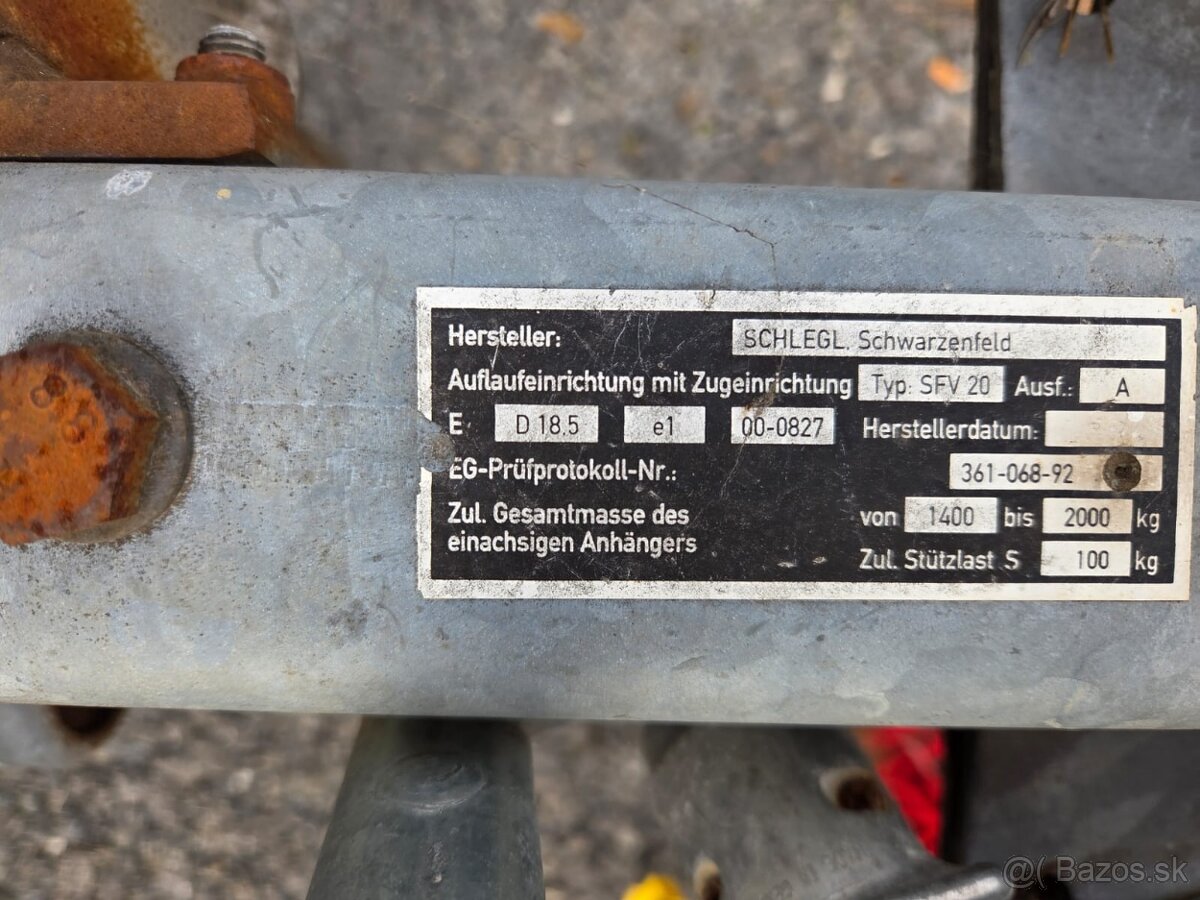 Hersteller: SCHLEGL. Schwarzenfeld
Auflaufeinrichtung mit Zugeinrichtung Typ: SFV 20 Ausf.: A
E D 18,5 e1 00-0827 Herstellerdatum:
EG-Prüfprotokoll-Nr.: 361-068-92
Zul. Gesamtmasse des
einachsigen Anhängers von 1400 bis 2000 kg
Zul. Stützlast S 100 kg
@( Bazos.sk